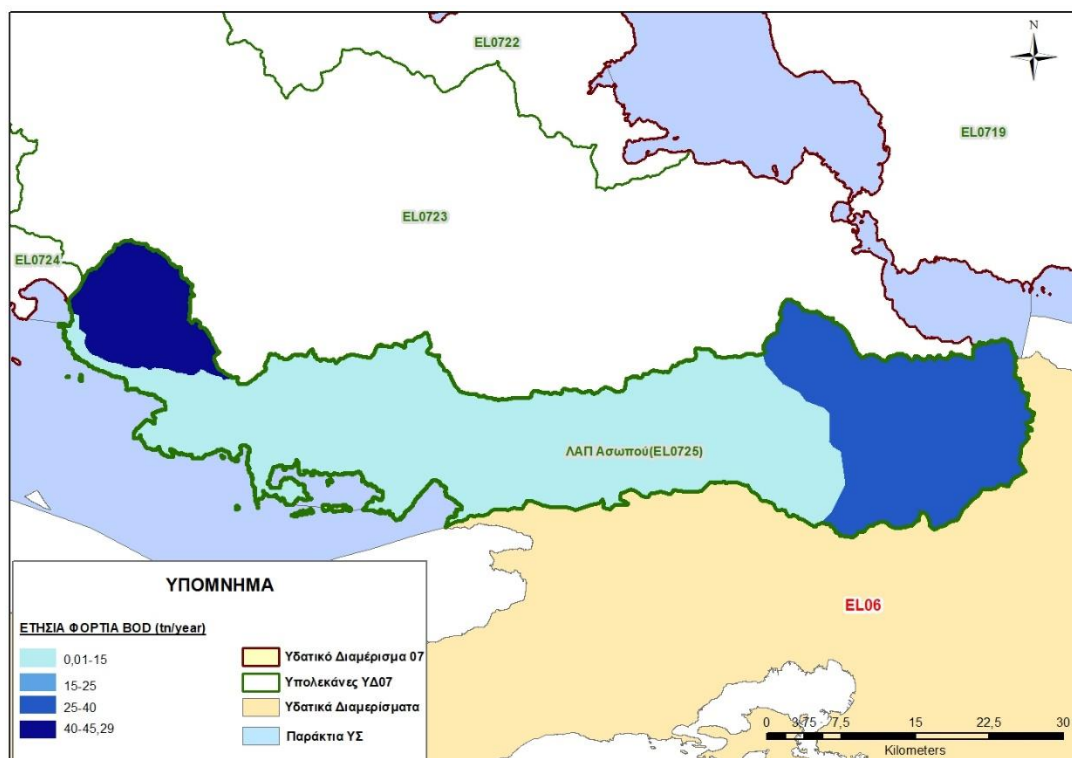 N
EL0722
EL0719
EL0723
EL0724
ΛΑΠ Ασωπού(EL0725)
EL06
ΥΠΟΜΝΗΜΑ
ΕΤΗΣΙΑ ΦΟΡΤΙΑ BOD (tn/year)
0,01-15
15-25
25-40
40-45,29
Υδατικό Διαμέρισμα 07
Υπολεκάνες ΥΔ07
Υδατικά Διαμερίσματα
Παράκτια ΥΣ
0 3,75 7,5 15 22,5 30
Kilometers